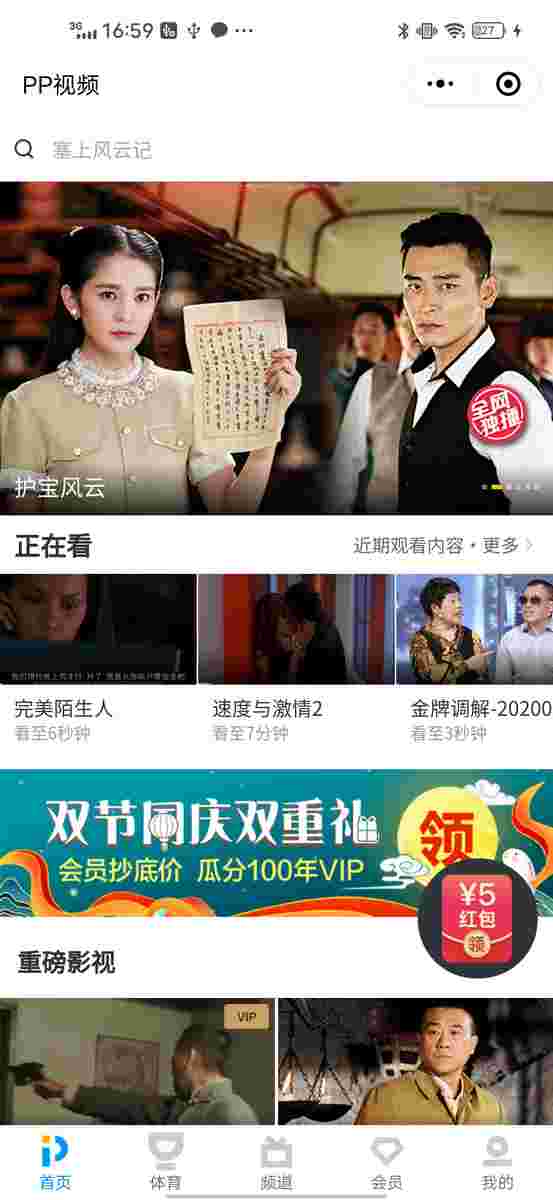 3G 16:59 27
PP视频
塞上风云记
全网
独播
护宝风云
正在看
近期观看内容·更多
完美陌生人
看至6秒钟
速度与激情2
看至7分钟
金牌调解-20200
看至3秒钟
双节同庆双重礼
会员抄底价 瓜分100年VIP
领
¥5
红包
领
重磅影视
VIP
首页
体育
频道
会员
我的